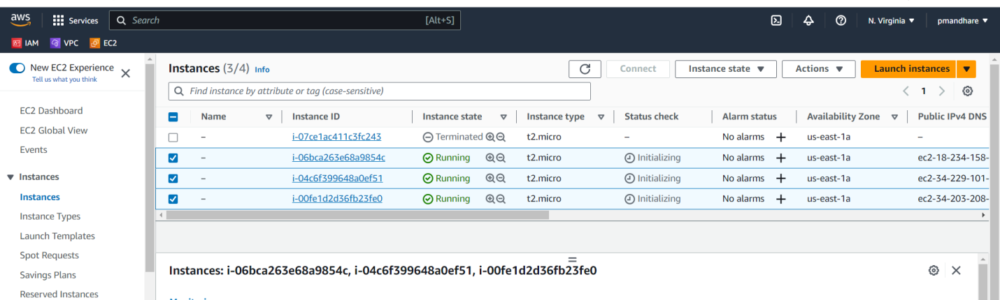 aws Services Search [Alt+S] N. Virginia ▼ pmandhare ▼
IAM VPC EC2
New EC2 Experience
Tell us what you think
EC2 Dashboard
EC2 Global View
Events
▼ Instances
Instances
Instance Types
Launch Templates
Spot Requests
Savings Plans
Reserved Instances
Instances (3/4) Info Connect Instance state ▼ Actions ▼ Launch instances ▼
Find instance by attribute or tag (case-sensitive) < 1 >
Name Instance ID Instance state Instance type Status check Alarm status Availability Zone Public IPv4 DNS
– i-07ce1ac411c3fc243 Terminated t2.micro – No alarms + us-east-1a –
– i-06bca263e68a9854c Running t2.micro Initializing No alarms + us-east-1a ec2-18-234-158-
– i-04c6f399648a0ef51 Running t2.micro Initializing No alarms + us-east-1a ec2-34-229-101-
– i-00fe1d2d36fb23fe0 Running t2.micro Initializing No alarms + us-east-1a ec2-34-203-208-
Instances: i-06bca263e68a9854c, i-04c6f399648a0ef51, i-00fe1d2d36fb23fe0